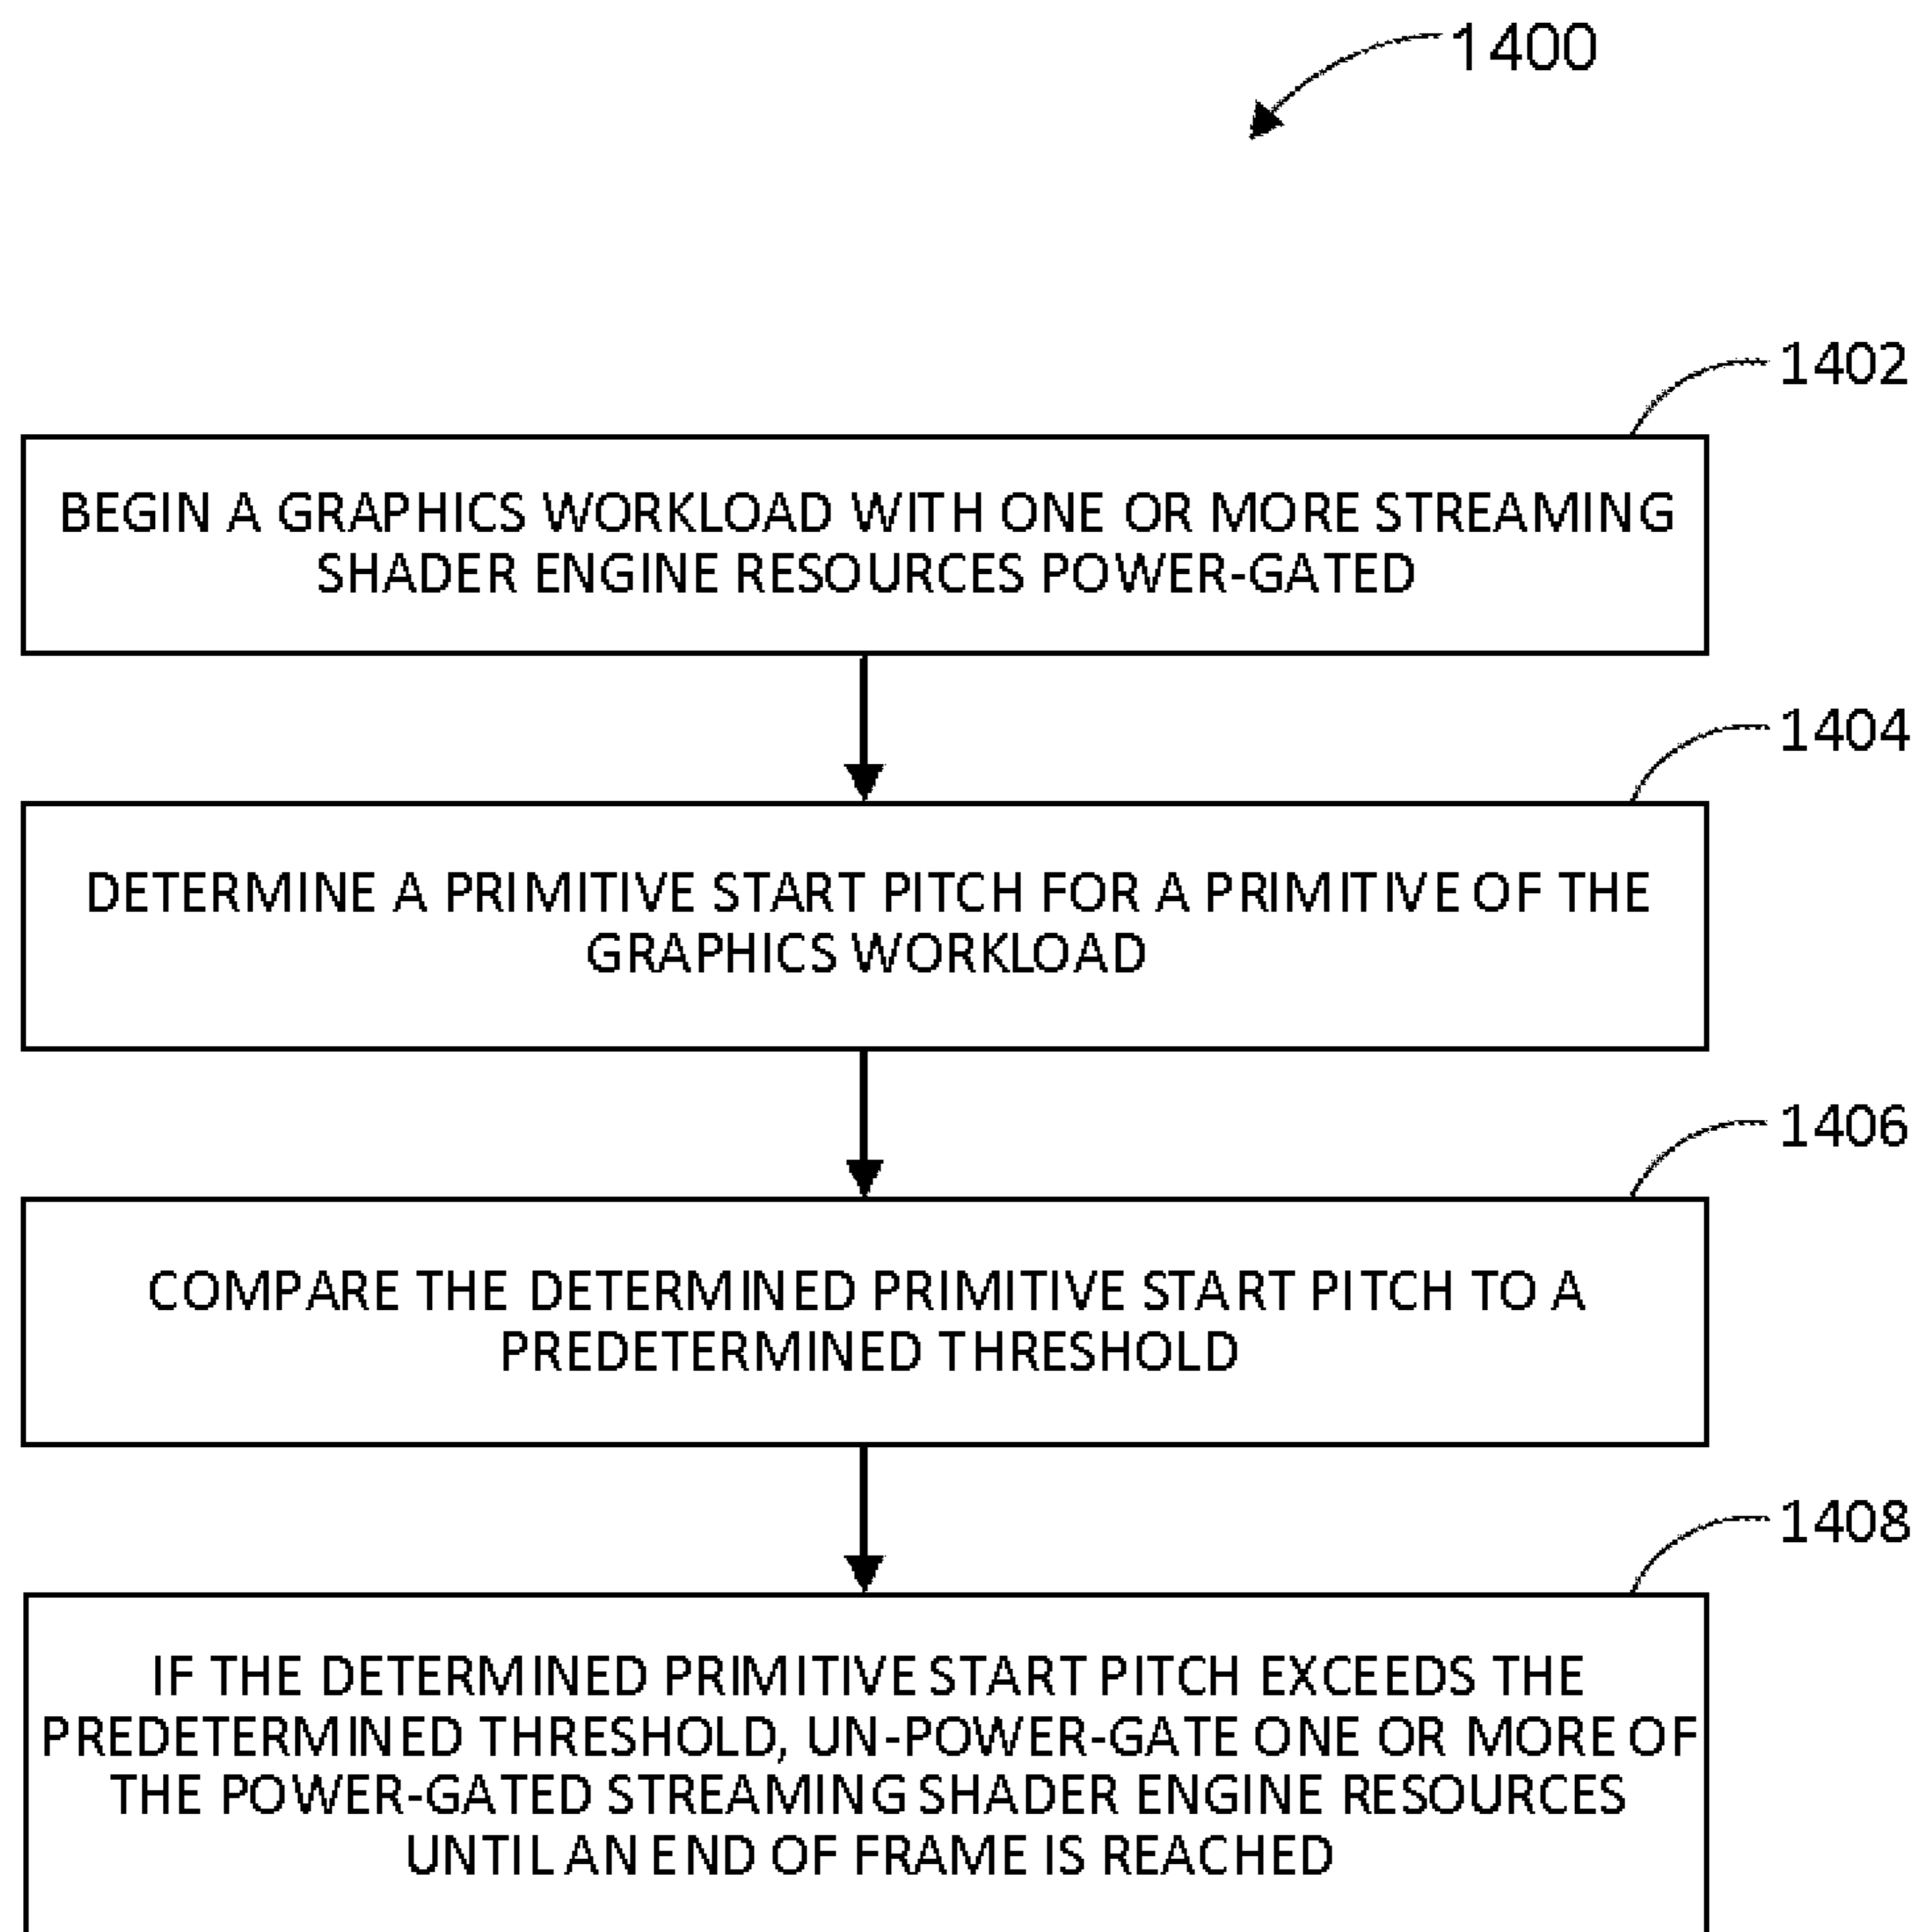 1400
1402
BEGIN A GRAPHICS WORKLOAD WITH ONE OR MORE STREAMING
SHADER ENGINE RESOURCES POWER-GATED
1404
DETERMINE A PRIMITIVE START PITCH FOR A PRIMITIVE OF THE
GRAPHICS WORKLOAD
1406
COMPARE THE DETERMINED PRIMITIVE START PITCH TO A
PREDETERMINED THRESHOLD
1408
IF THE DETERMINED PRIMITIVE START PITCH EXCEEDS THE
PREDETERMINED THRESHOLD, UN-POWER-GATE ONE OR MORE OF
THE POWER-GATED STREAMING SHADER ENGINE RESOURCES
UNTIL AN END OF FRAME IS REACHED